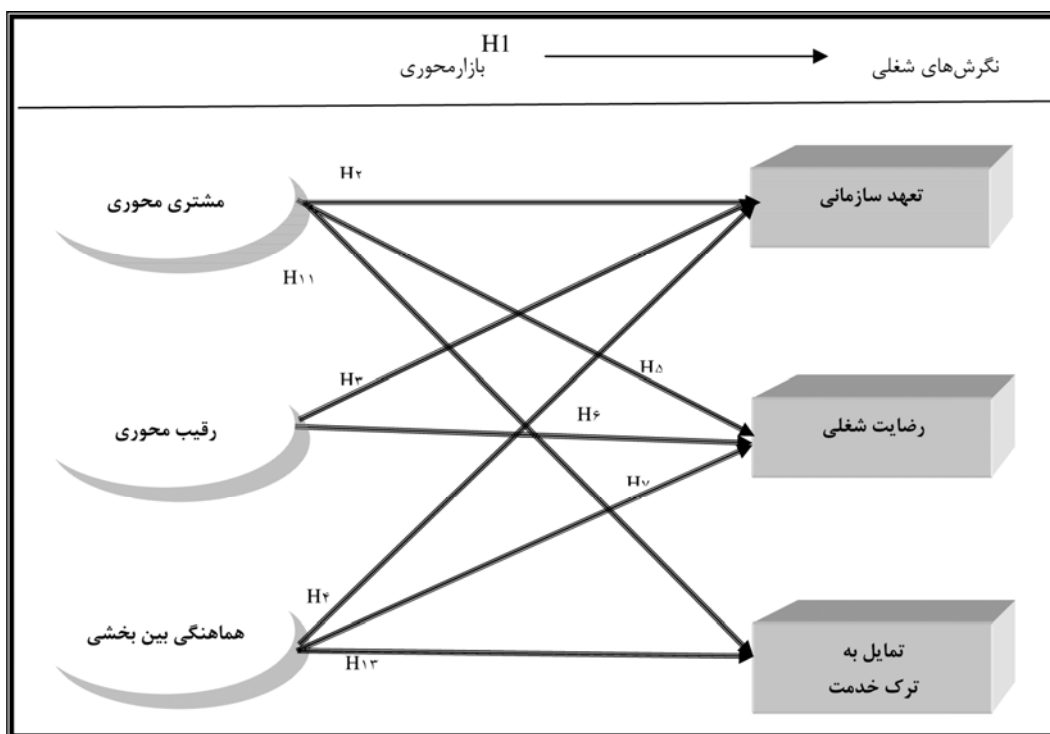 نگرش‌های شغلی
H1
بازارمحوری
H۲
مشتری محوری
تعهد سازمانی
H۱۱
H۳
H۵
رقیب محوری
H۶
رضایت شغلی
H۷
H۴
هماهنگی بین بخشی
H۱۳
تمایل به
ترک خدمت